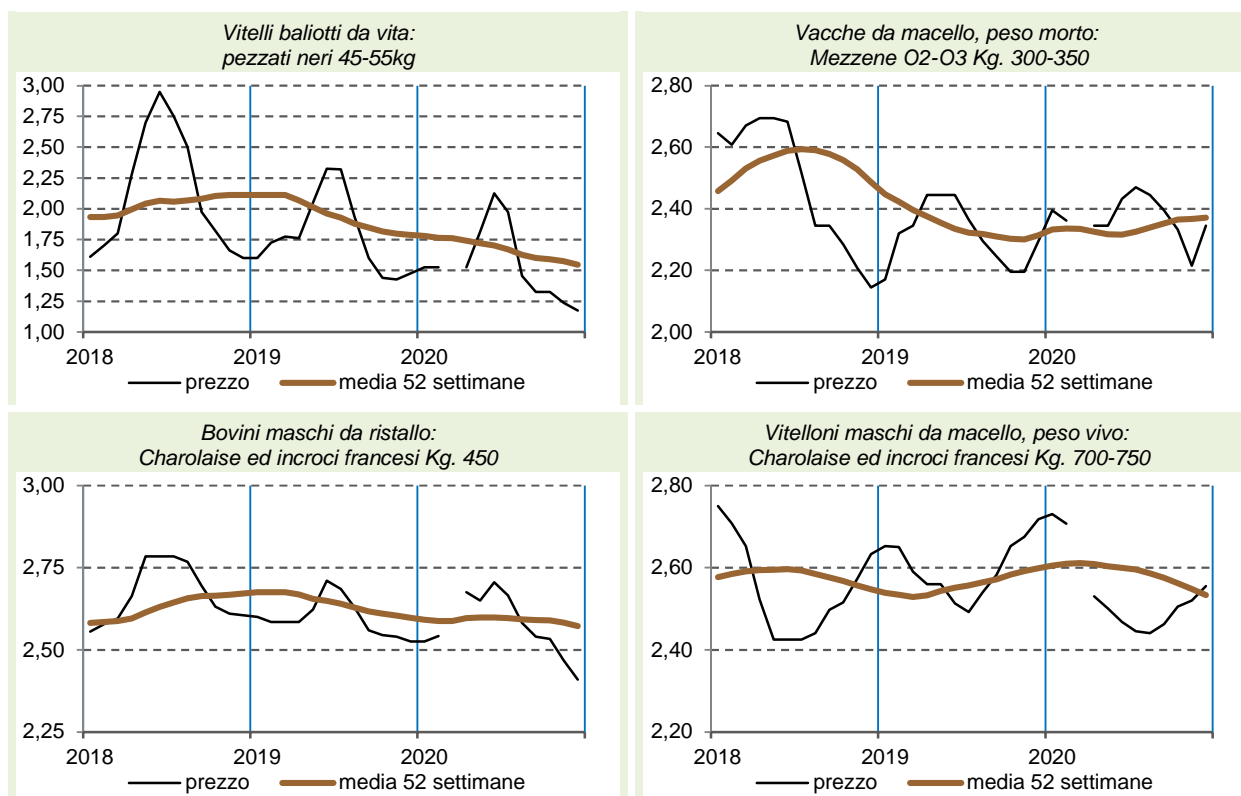 Vitelli baliotti da vita:
pezzati neri 45-55kg
3,00
2,75
2,50
2,25
2,00
1,75
1,50
1,25
1,00
2018
2019
2020
prezzo
media 52 settimane
Vacche da macello, peso morto:
Mezzene O2-O3 Kg. 300-350
2,80
2,60
2,40
2,20
2,00
2018
2019
2020
prezzo
media 52 settimane
Bovini maschi da ristallo:
Charolaise ed incroci francesi Kg. 450
3,00
2,75
2,50
2,25
2018
2019
2020
prezzo
media 52 settimane
Vitelloni maschi da macello, peso vivo:
Charolaise ed incroci francesi Kg. 700-750
2,80
2,60
2,40
2,20
2018
2019
2020
prezzo
media 52 settimane